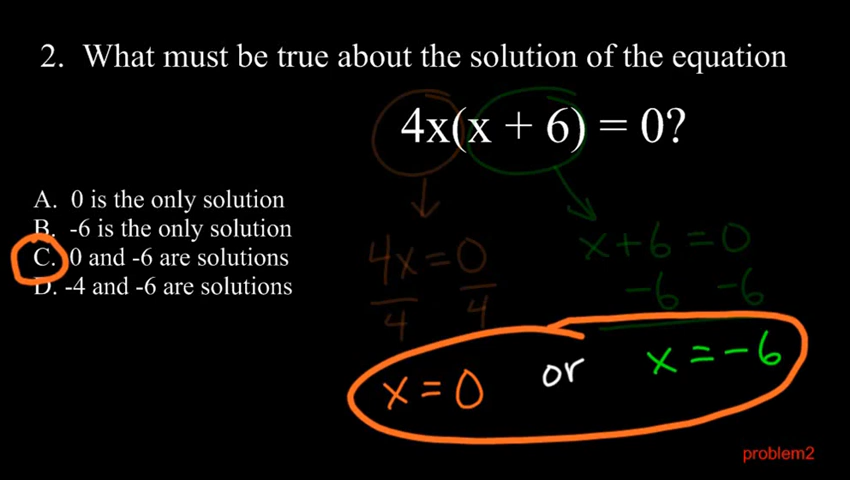 2. What must be true about the solution of the equation
4x(x + 6) = 0?
A. 0 is the only solution
B. -6 is the only solution
C. 0 and -6 are solutions
D. -4 and -6 are solutions
4x=0
4 4
x+6=0
-6 -6
x=0 or x=-6
problem2